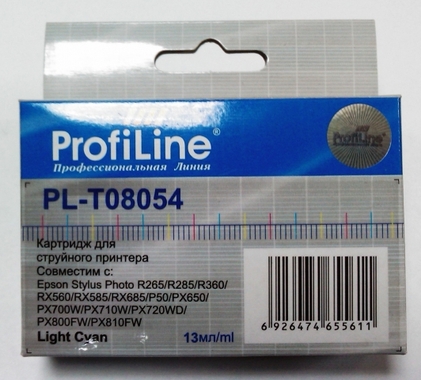 ProfiLine®
Профессиональная Линия
PL-T08054
Картридж для
струйного принтера
Совместим с:
Epson Stylus Photo R265/R285/R360/
RX560/RX585/RX685/P50/PX650/
PX700W/PX710W/PX720WD/
PX800FW/PX810FW
Light Cyan 13мл/ml
6 926474 655611